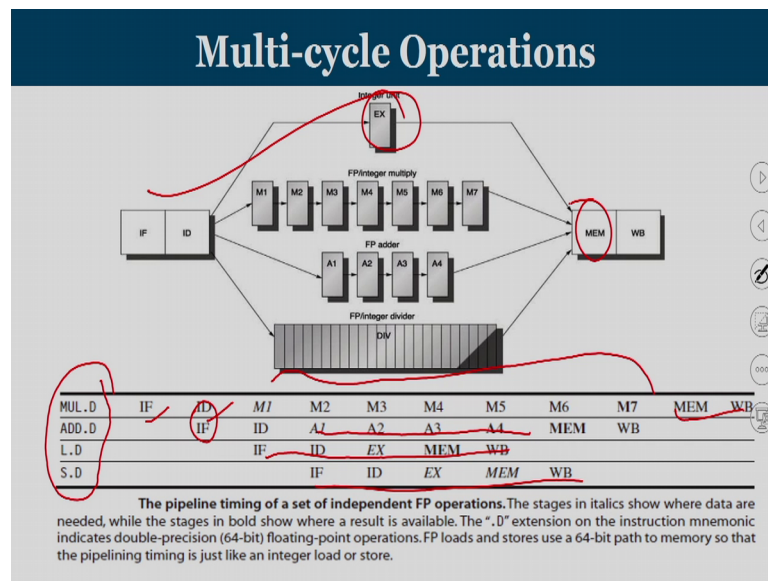 Multi-cycle Operations
Integer unit
EX
FP/integer multiply
M1 M2 M3 M4 M5 M6 M7
IF ID
MEM WB
FP adder
A1 A2 A3 A4
FP/integer divider
DIV
MUL.D IF ID M1 M2 M3 M4 M5 M6 M7 MEM WB
ADD.D IF ID A1 A2 A3 A4 MEM WB
L.D IF ID EX MEM WB
S.D IF ID EX MEM WB
The pipeline timing of a set of independent FP operations. The stages in italics show where data are
needed, while the stages in bold show where a result is available. The ".D" extension on the instruction mnemonic
indicates double-precision (64-bit) floating-point operations. FP loads and stores use a 64-bit path to memory so that
the pipelining timing is just like an integer load or store.